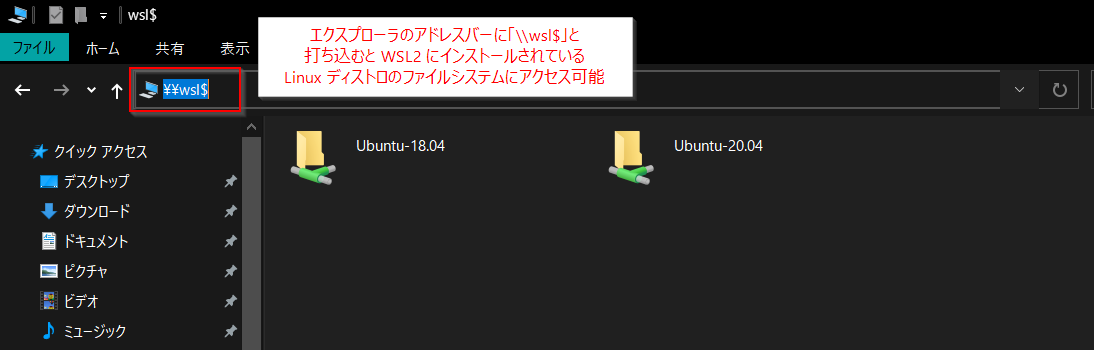 wsl$
エクスプローラのアドレスバーに「\\wsl$」と
打ち込むと WSL2 にインストールされている
Linux ディストロのファイルシステムにアクセス可能
ファイル ホーム 共有 表示
¥¥wsl$
クイック アクセス
デスクトップ
ダウンロード
ドキュメント
ピクチャ
ビデオ
ミュージック
Ubuntu-18.04
Ubuntu-20.04